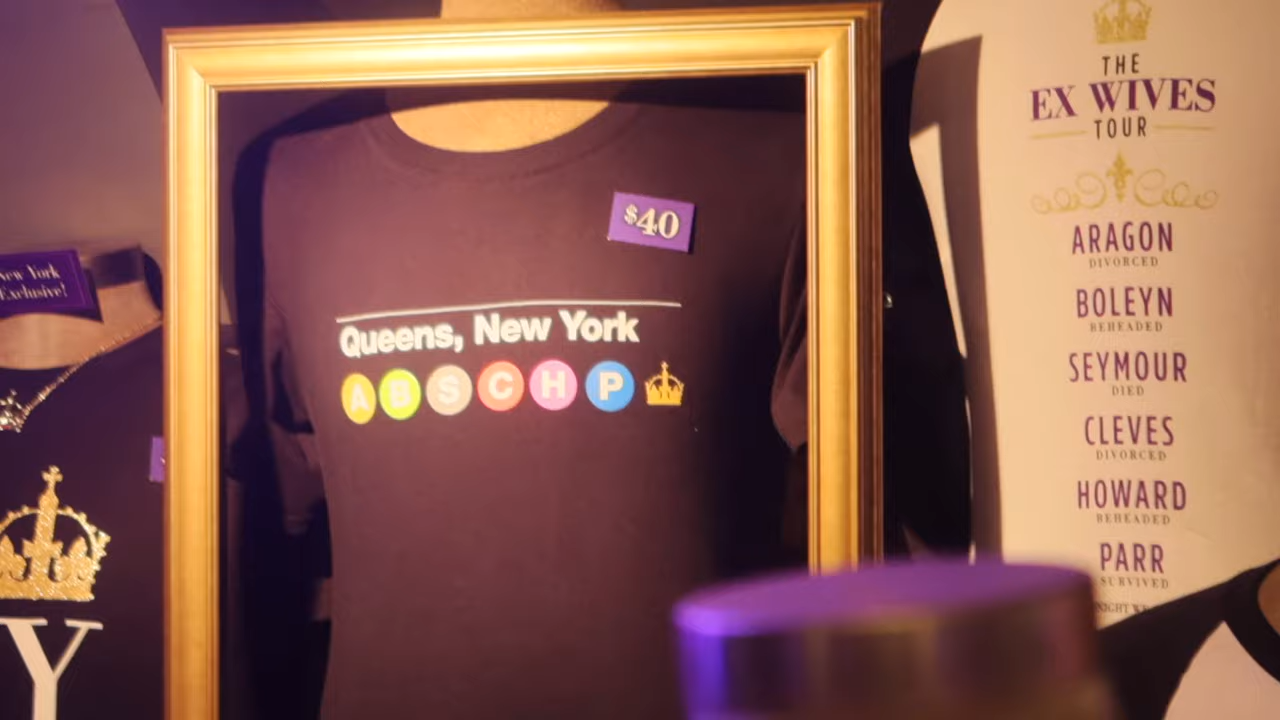 New York
Exclusive!
Y
$40
Queens, New York
A B S C H P
THE
EX WIVES
TOUR
ARAGON
DIVORCED
BOLEYN
BEHEADED
SEYMOUR
DIED
CLEVES
DIVORCED
HOWARD
BEHEADED
PARR
SURVIVED